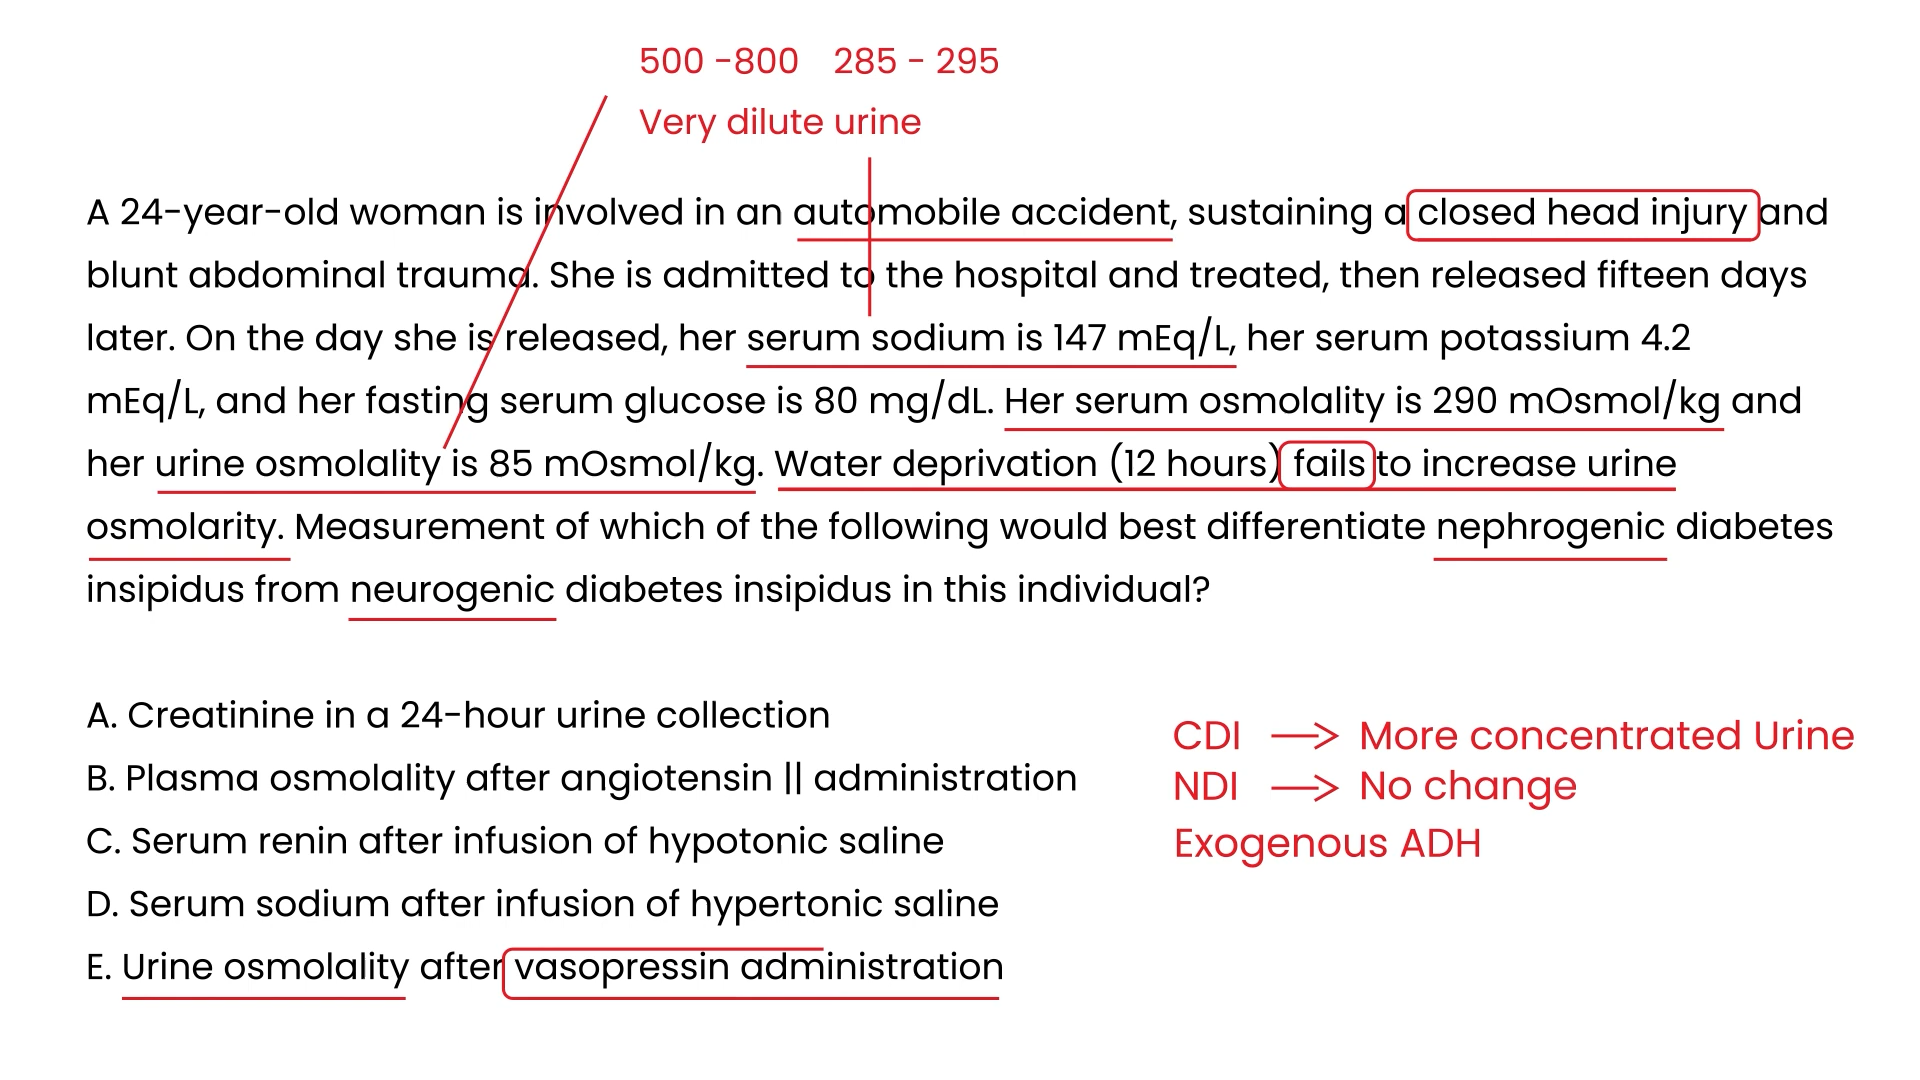 500 -800 285 - 295
Very dilute urine
A 24-year-old woman is involved in an automobile accident, sustaining a closed head injury and
blunt abdominal trauma. She is admitted to the hospital and treated, then released fifteen days
later. On the day she is released, her serum sodium is 147 mEq/L, her serum potassium 4.2
mEq/L, and her fasting serum glucose is 80 mg/dL. Her serum osmolality is 290 mOsmol/kg and
her urine osmolality is 85 mOsmol/kg. Water deprivation (12 hours) fails to increase urine
osmolarity. Measurement of which of the following would best differentiate nephrogenic diabetes
insipidus from neurogenic diabetes insipidus in this individual?
A. Creatinine in a 24-hour urine collection
B. Plasma osmolality after angiotensin || administration
C. Serum renin after infusion of hypotonic saline
D. Serum sodium after infusion of hypertonic saline
E. Urine osmolality after vasopressin administration
CDI → More concentrated Urine
NDI → No change
Exogenous ADH